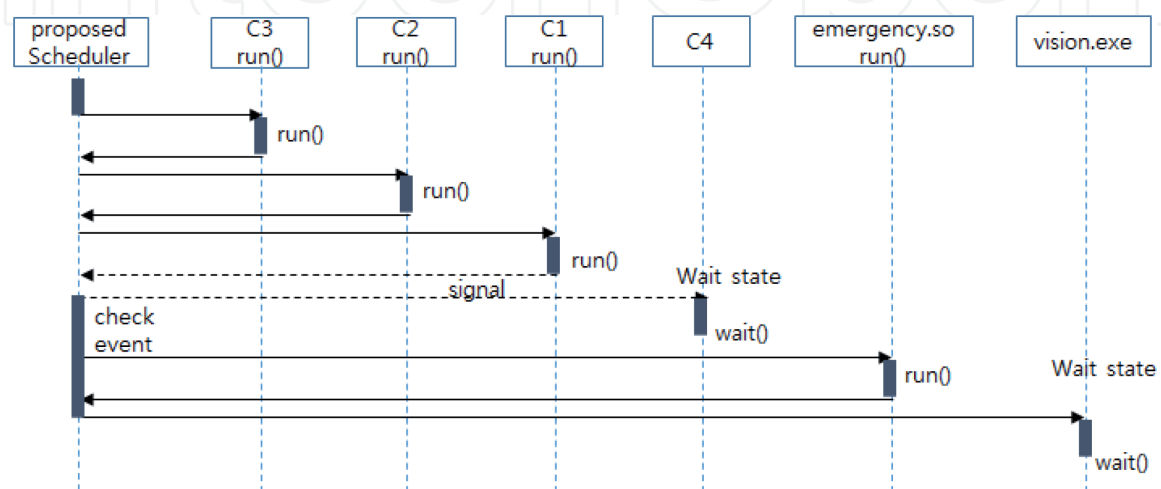 proposed
Scheduler
C3
run()
C2
run()
C1
run()
C4
emergency.so
run()
vision.exe
run()
run()
run()
signal
Wait state
check
event
wait()
run()
Wait state
wait()